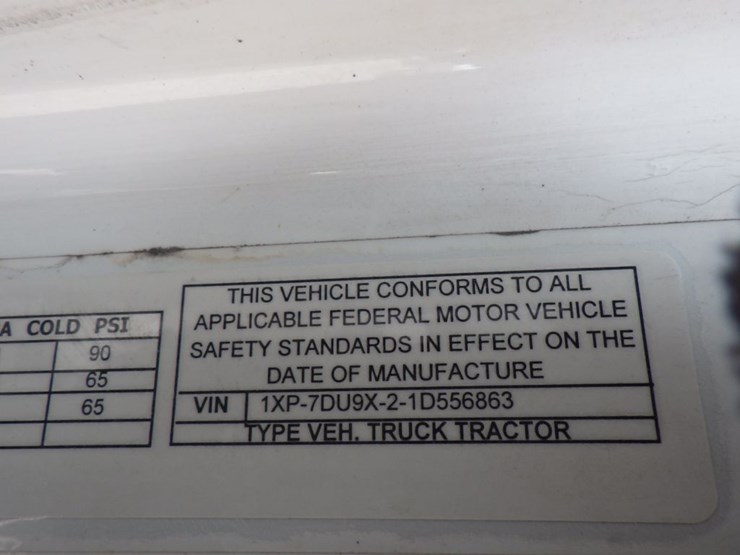 A COLD PSI
90
65
65
THIS VEHICLE CONFORMS TO ALL
APPLICABLE FEDERAL MOTOR VEHICLE
SAFETY STANDARDS IN EFFECT ON THE
DATE OF MANUFACTURE
VIN 1XP-7DU9X-2-1D556863
TYPE VEH. TRUCK TRACTOR